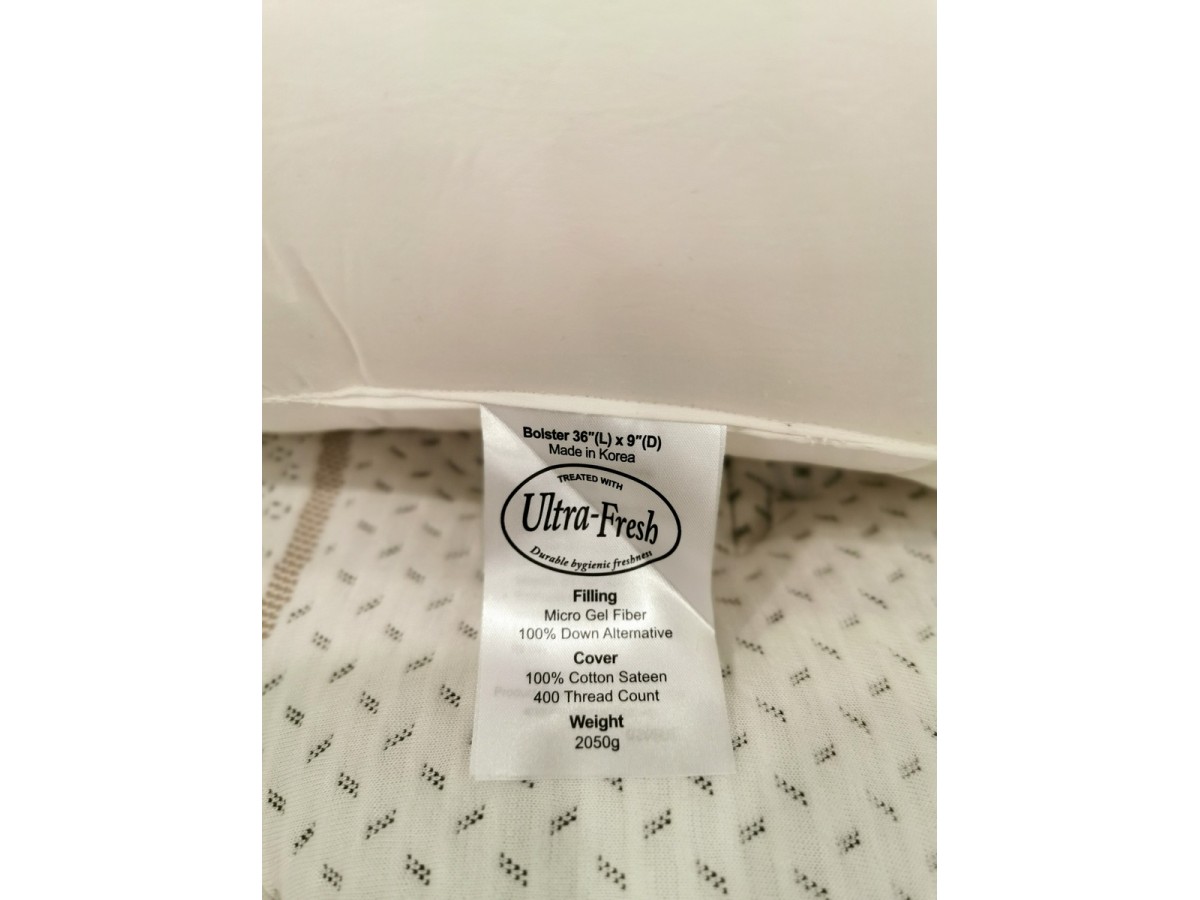 Bolster 36"(L) x 9"(D)
Made in Korea
TREATED WITH
Ultra-Fresh
Durable hygienic freshness
Filling
Micro Gel Fiber
100% Down Alternative
Cover
100% Cotton Sateen
400 Thread Count
Weight
2050g